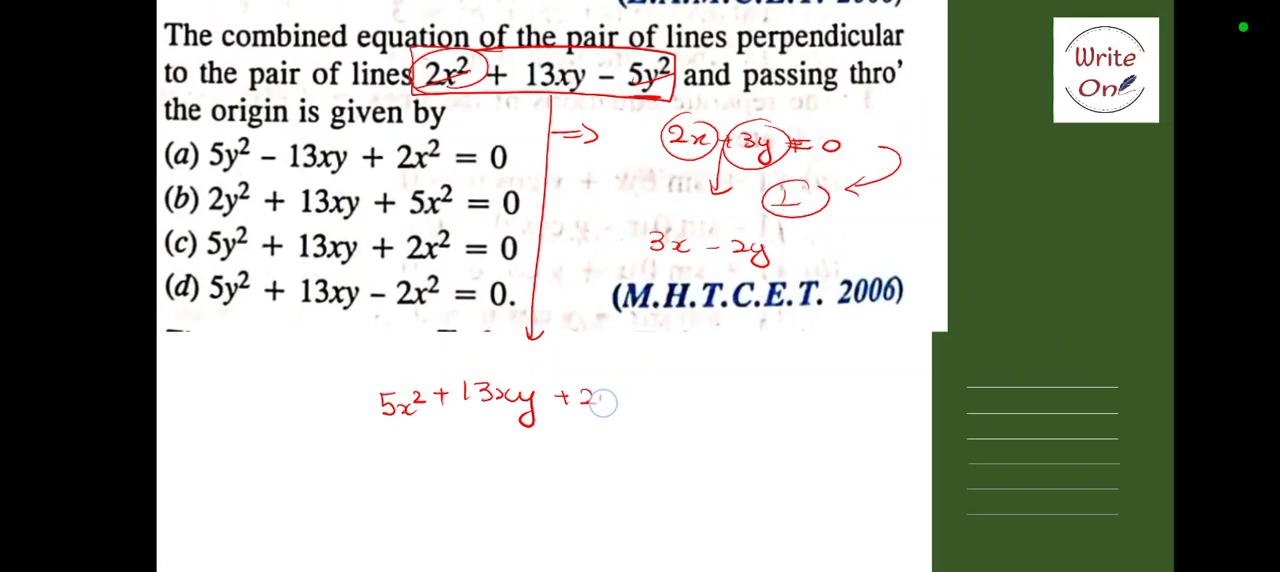 The combined equation of the pair of lines perpendicular
to the pair of lines 2x² + 13xy − 5y² and passing thro'
the origin is given by
(a) 5y² − 13xy + 2x² = 0
(b) 2y² + 13xy + 5x² = 0
(c) 5y² + 13xy + 2x² = 0
(d) 5y² + 13xy − 2x² = 0.
(M.H.T.C.E.T. 2006)
⇒ 2x + 3y = 0
3x − 2y
5x² + 13xy + 2
Write
On